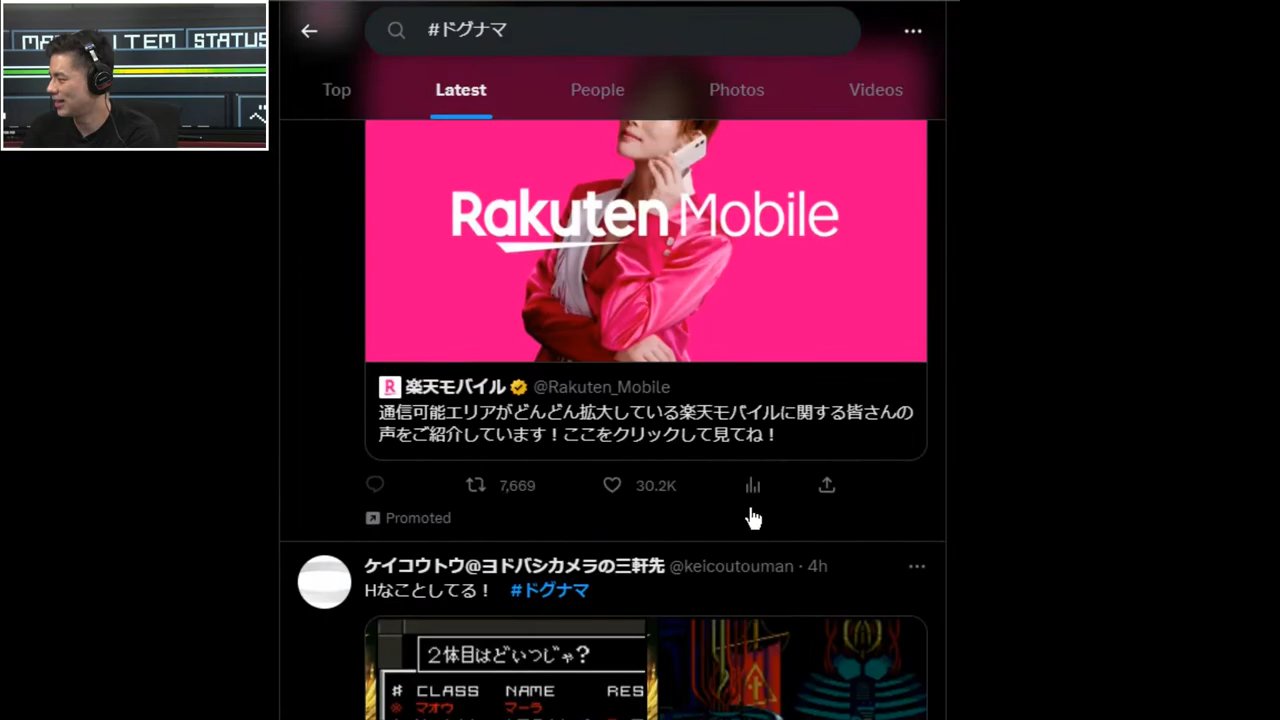 MA ITEM STATUS
#ドグナマ
Top
Latest
People
Photos
Videos
Rakuten Mobile
楽天モバイル @Rakuten_Mobile
通信可能エリアがどんどん拡大している楽天モバイルに関する皆さんの
声をご紹介しています！ここをクリックして見てね！
7,669
30.2K
Promoted
ケイコウトウ@ヨドバシカメラの三軒先 @keicoutouman · 4h
Hなことしてる！ #ドグナマ
2体目はどいつじゃ?
# CLASS NAME RES
マオウ マーラ